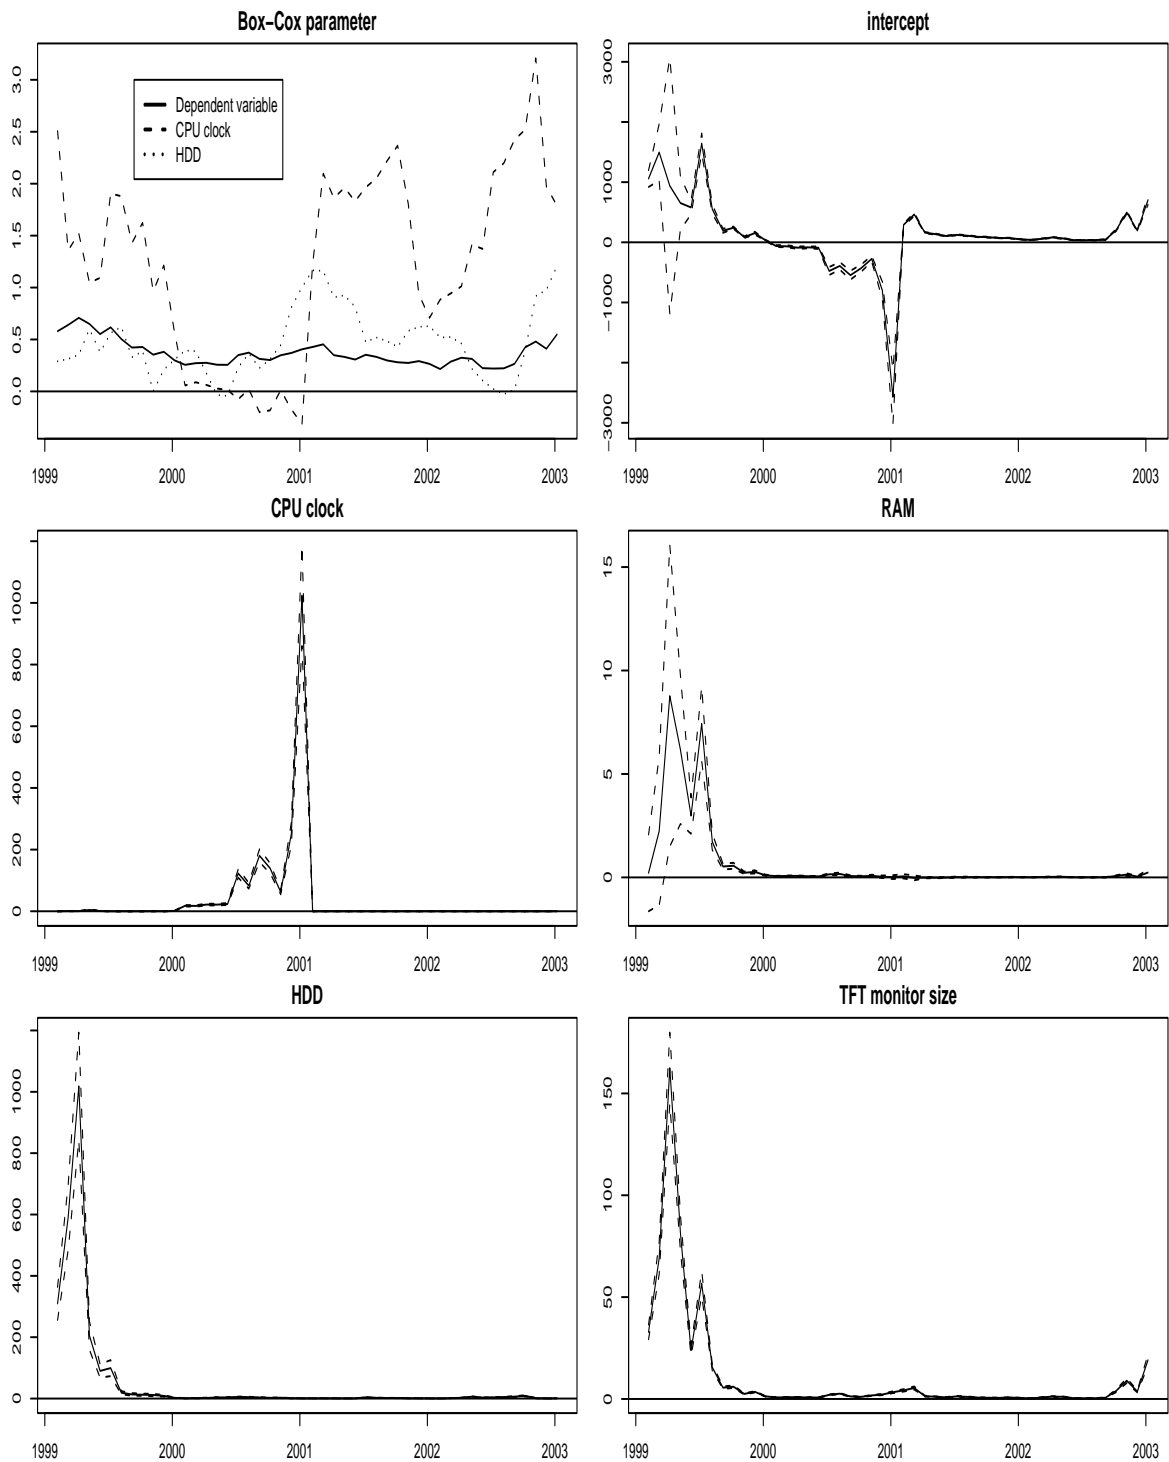 Box–Cox parameter
3.0
2.5
2.0
1.5
1.0
0.5
0.0
Dependent variable
CPU clock
HDD
1999 2000 2001 2002 2003
intercept
3000
1000
0
−1000
−3000
1999 2000 2001 2002 2003
CPU clock
1000
800
600
400
200
0
1999 2000 2001 2002 2003
RAM
15
10
5
0
1999 2000 2001 2002 2003
HDD
1000
800
600
400
200
0
1999 2000 2001 2002 2003
TFT monitor size
150
100
50
0
1999 2000 2001 2002 2003